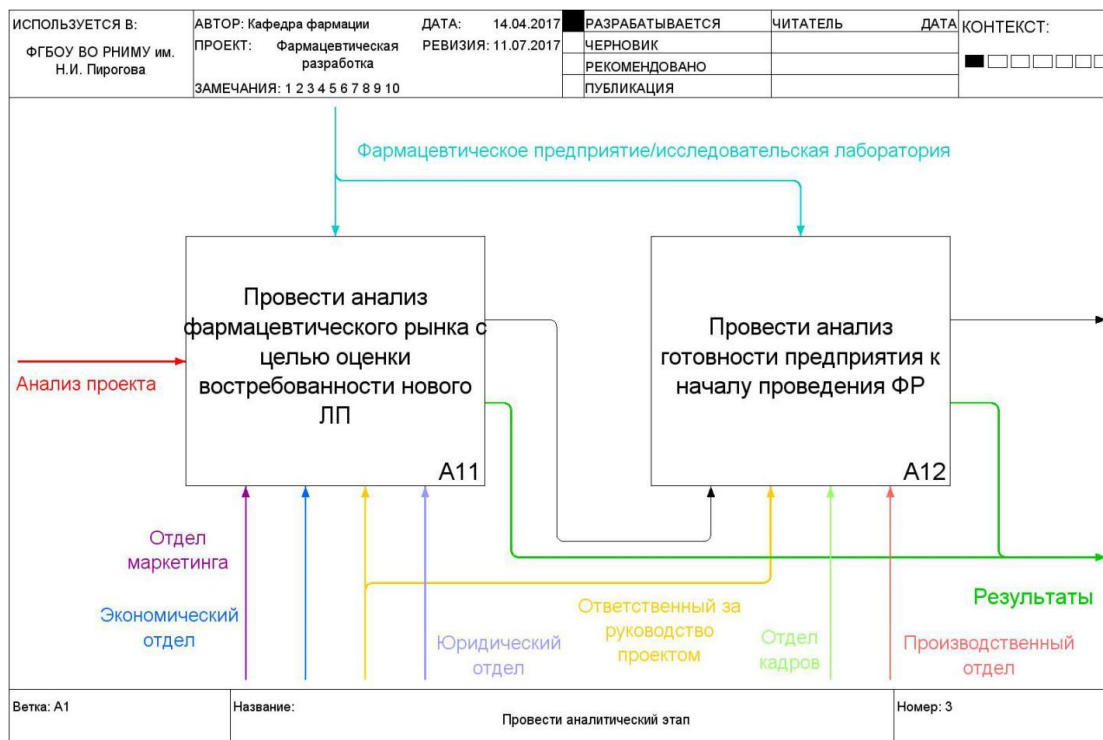 ИСПОЛЬЗУЕТСЯ В:
ФГБОУ ВО РНИМУ им.
Н.И. Пирогова
АВТОР: Кафедра фармации
ДАТА: 14.04.2017
ПРОЕКТ: Фармацевтическая
разработка
РЕВИЗИЯ: 11.07.2017
ЗАМЕЧАНИЯ: 1 2 3 4 5 6 7 8 9 10
РАЗРАБАТЫВАЕТСЯ
ЧЕРНОВИК
РЕКОМЕНДОВАНО
ПУБЛИКАЦИЯ
ЧИТАТЕЛЬ
ДАТА
КОНТЕКСТ:
Фармацевтическое предприятие/исследовательская лаборатория
Провести анализ
фармацевтического рынка с
целью оценки
востребованности нового
ЛП
A11
Провести анализ
готовности предприятия к
началу проведения ФР
A12
Анализ проекта
Отдел
маркетинга
Экономический
отдел
Юридический
отдел
Ответственный за
руководство
проектом
Отдел
кадров
Производственный
отдел
Результаты
Ветка: A1
Название:
Провести аналитический этап
Номер: 3